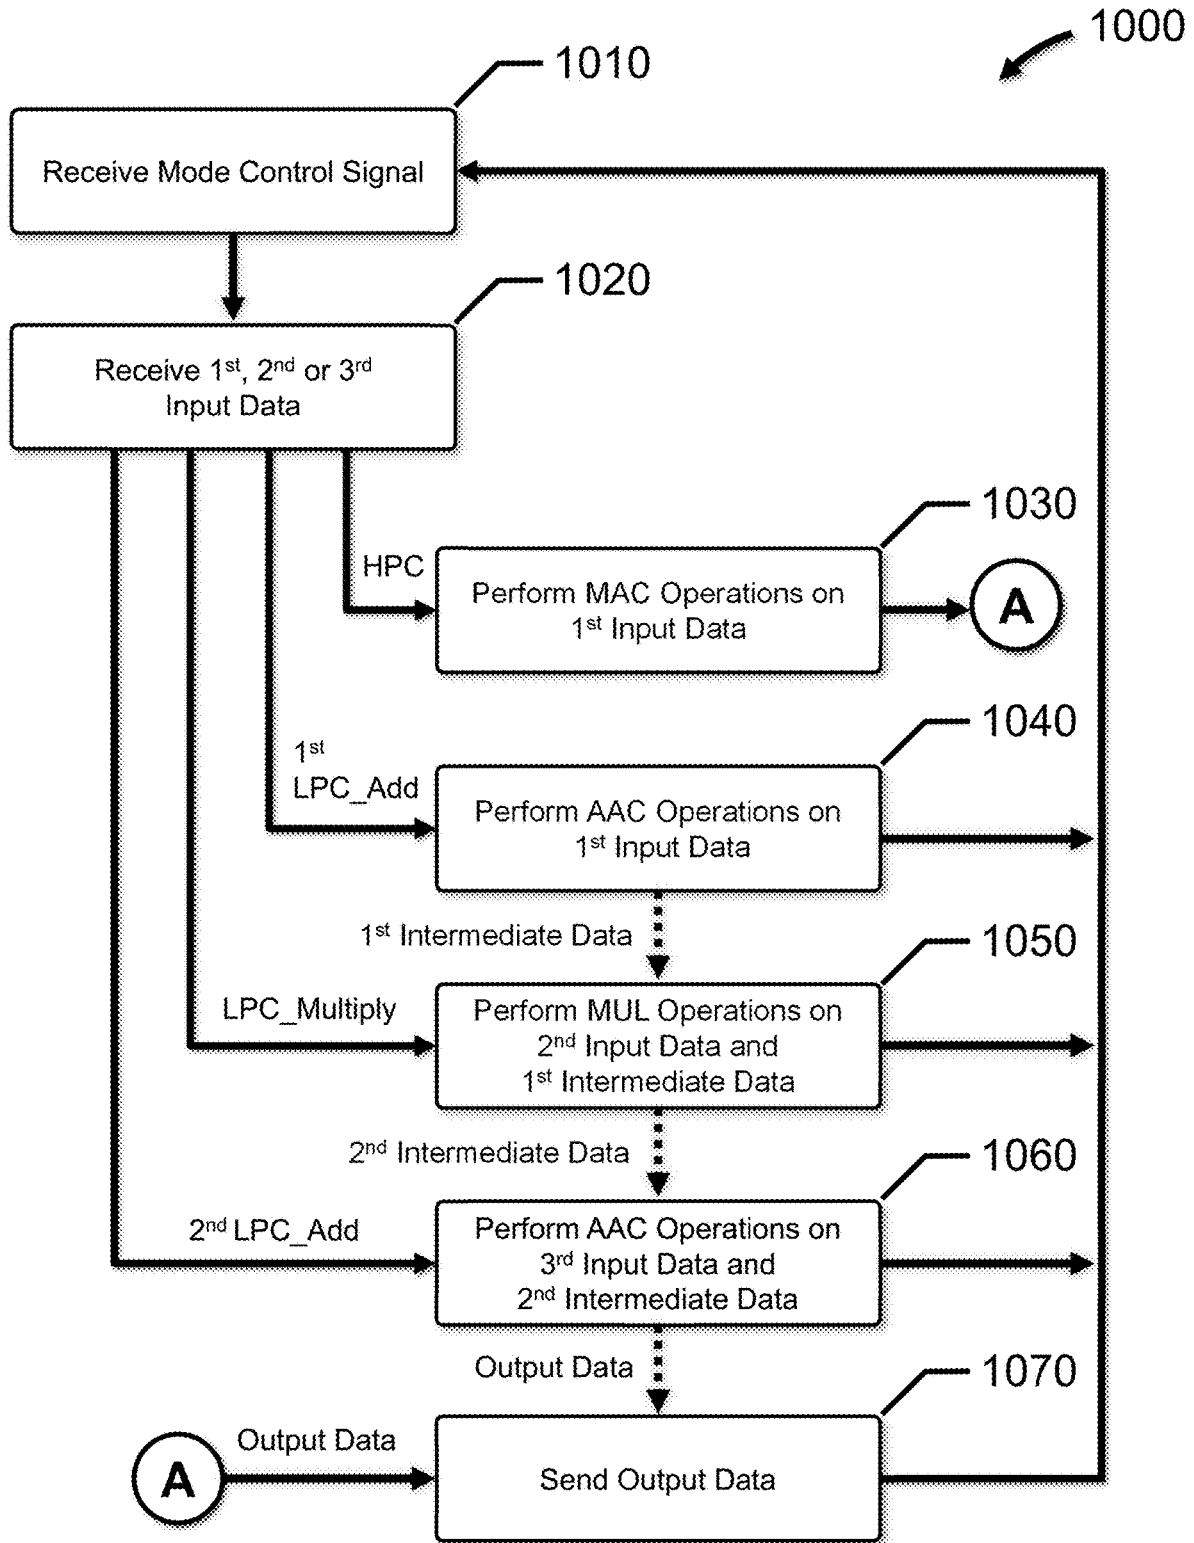 1000
1010
Receive Mode Control Signal
1020
Receive 1st, 2nd or 3rd
Input Data
1030
HPC
Perform MAC Operations on
1st Input Data
A
1040
1st
LPC_Add
Perform AAC Operations on
1st Input Data
1st Intermediate Data
1050
LPC_Multiply
Perform MUL Operations on
2nd Input Data and
1st Intermediate Data
2nd Intermediate Data
1060
2nd LPC_Add
Perform AAC Operations on
3rd Input Data and
2nd Intermediate Data
Output Data
1070
A
Output Data
Send Output Data